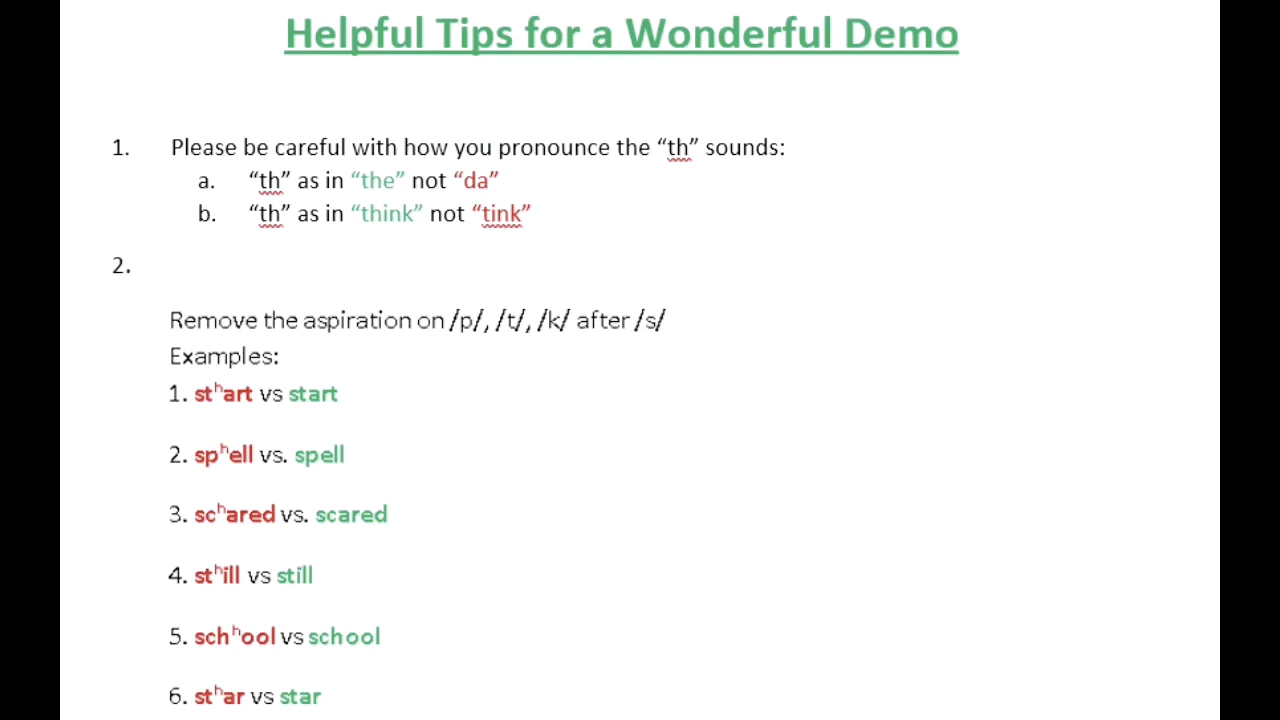 Helpful Tips for a Wonderful Demo
1. Please be careful with how you pronounce the “th” sounds:
a. “th” as in “the” not “da”
b. “th” as in “think” not “tink”
2.
Remove the aspiration on /p/, /t/, /k/ after /s/
Examples:
1. stʰart vs start
2. spʰell vs. spell
3. scʰared vs. scared
4. stʰill vs still
5. schʰool vs school
6. stʰar vs star